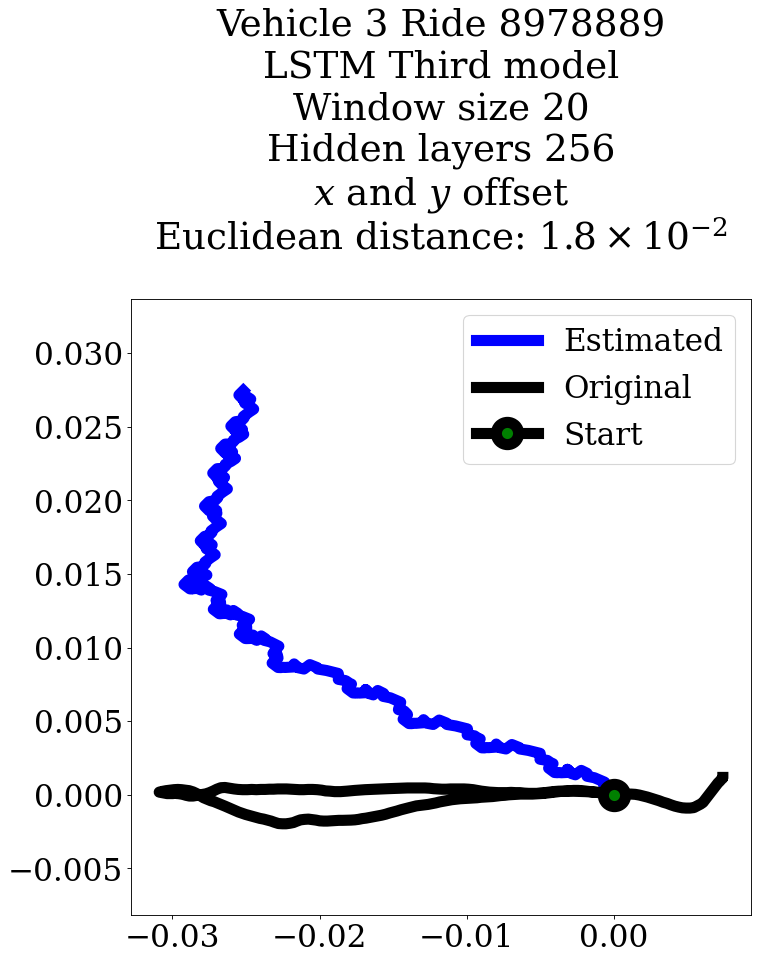 Vehicle 3 Ride 8978889
LSTM Third model
Window size 20
Hidden layers 256
x and y offset
Euclidean distance: 1.8 × 10⁻²
Estimated
Original
Start
0.030
0.025
0.020
0.015
0.010
0.005
0.000
−0.005
−0.03 −0.02 −0.01 0.00